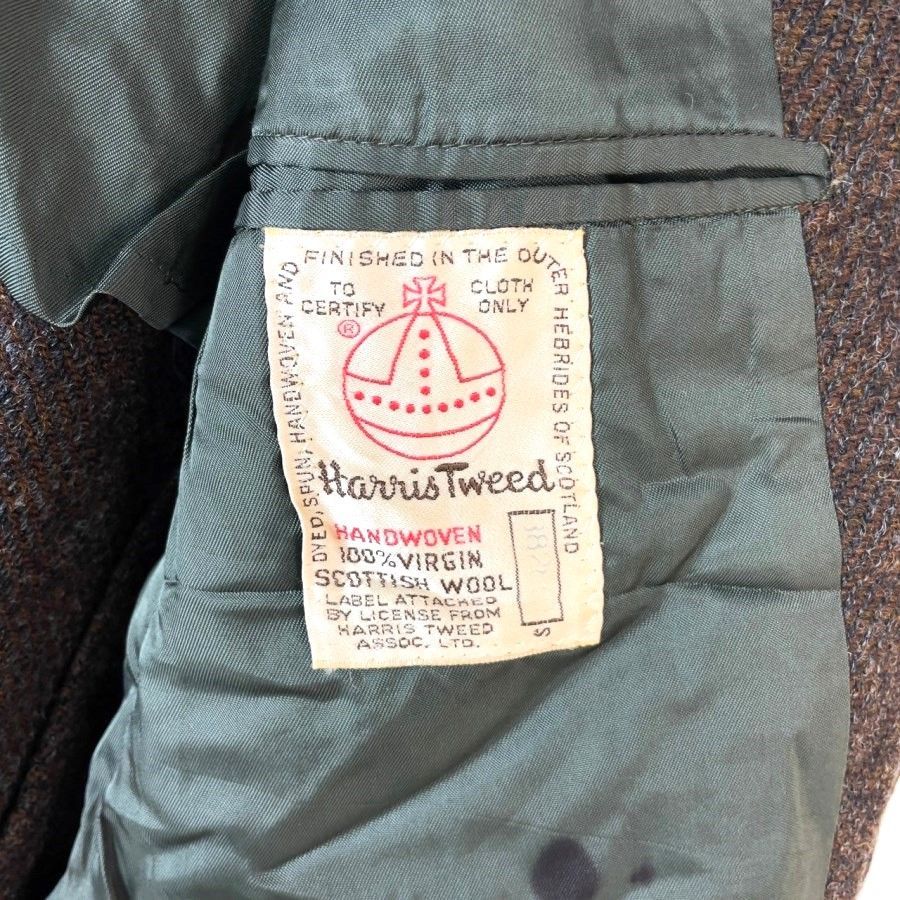 DYED, SPUN, HANDWOVEN AND
FINISHED IN THE OUTER
HEBRIDES OF SCOTLAND
TO CERTIFY
CLOTH ONLY
®
Harris Tweed
HANDWOVEN
100% VIRGIN
SCOTTISH WOOL
LABEL ATTACHED
BY LICENSE FROM
HARRIS TWEED
ASSOC. LTD.
S